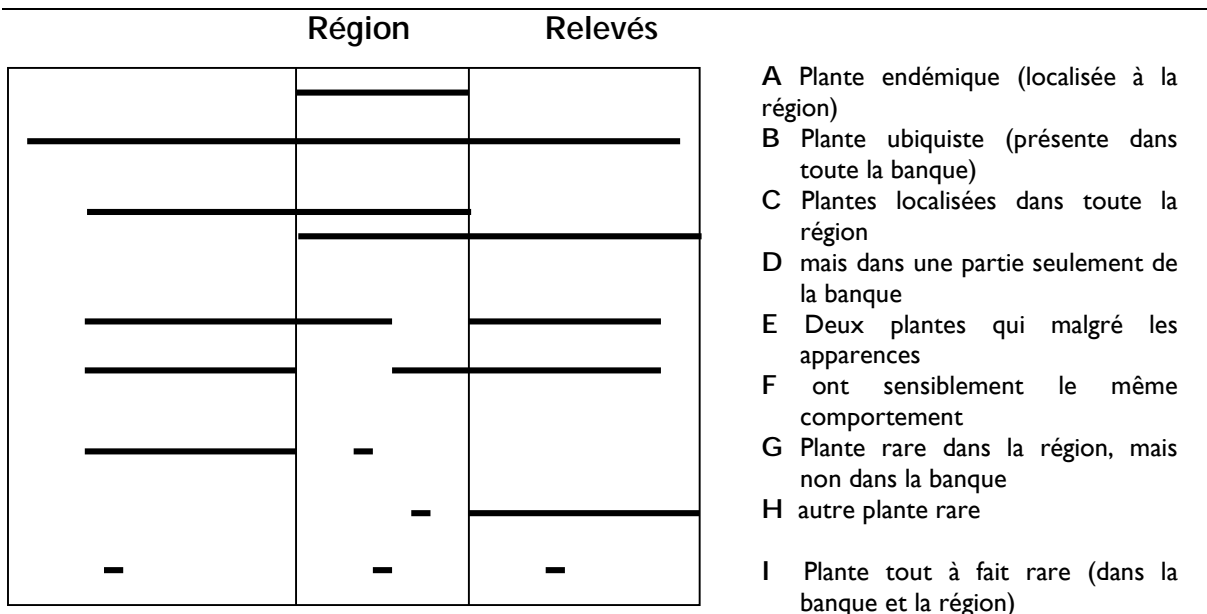 Région Relevés
A Plante endémique (localisée à la
région)
B Plante ubiquiste (présente dans
toute la banque)
C Plantes localisées dans toute la
région
D mais dans une partie seulement de
la banque
E Deux plantes qui malgré les
apparences
F ont sensiblement le même
comportement
G Plante rare dans la région, mais
non dans la banque
H autre plante rare
I Plante tout à fait rare (dans la
banque et la région)